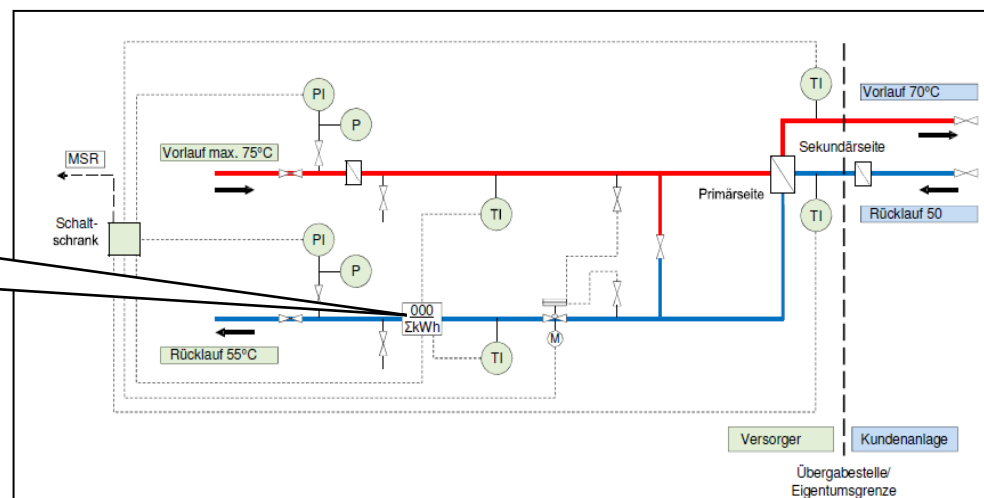 TI
PI
Vorlauf 70ºC
P
MSR
Vorlauf max. 75ºC
Sekundärseite
Primärseite
TI
TI
Rücklauf 50
Schalt-
schrank
PI
P
000
ΣkWh
Rücklauf 55ºC
TI
M
Versorger
Kundenanlage
Übergabestelle/
Eigentumsgrenze